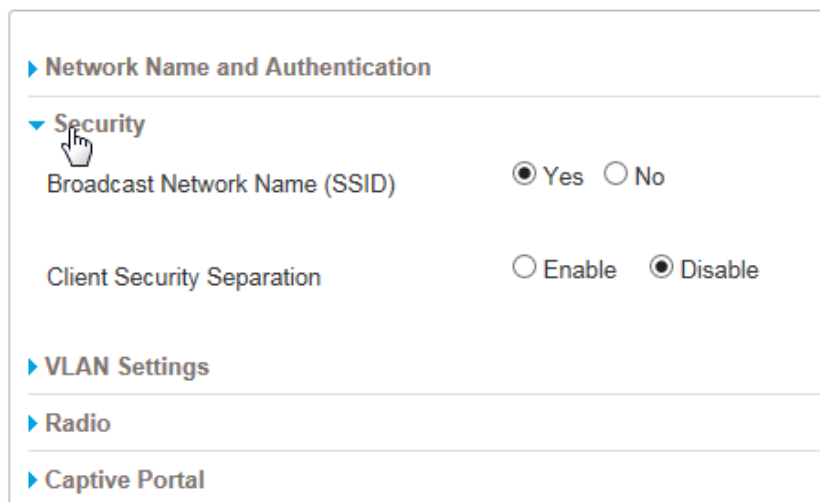 Network Name and Authentication
Security
Broadcast Network Name (SSID)
Yes No
Client Security Separation
Enable Disable
VLAN Settings
Radio
Captive Portal